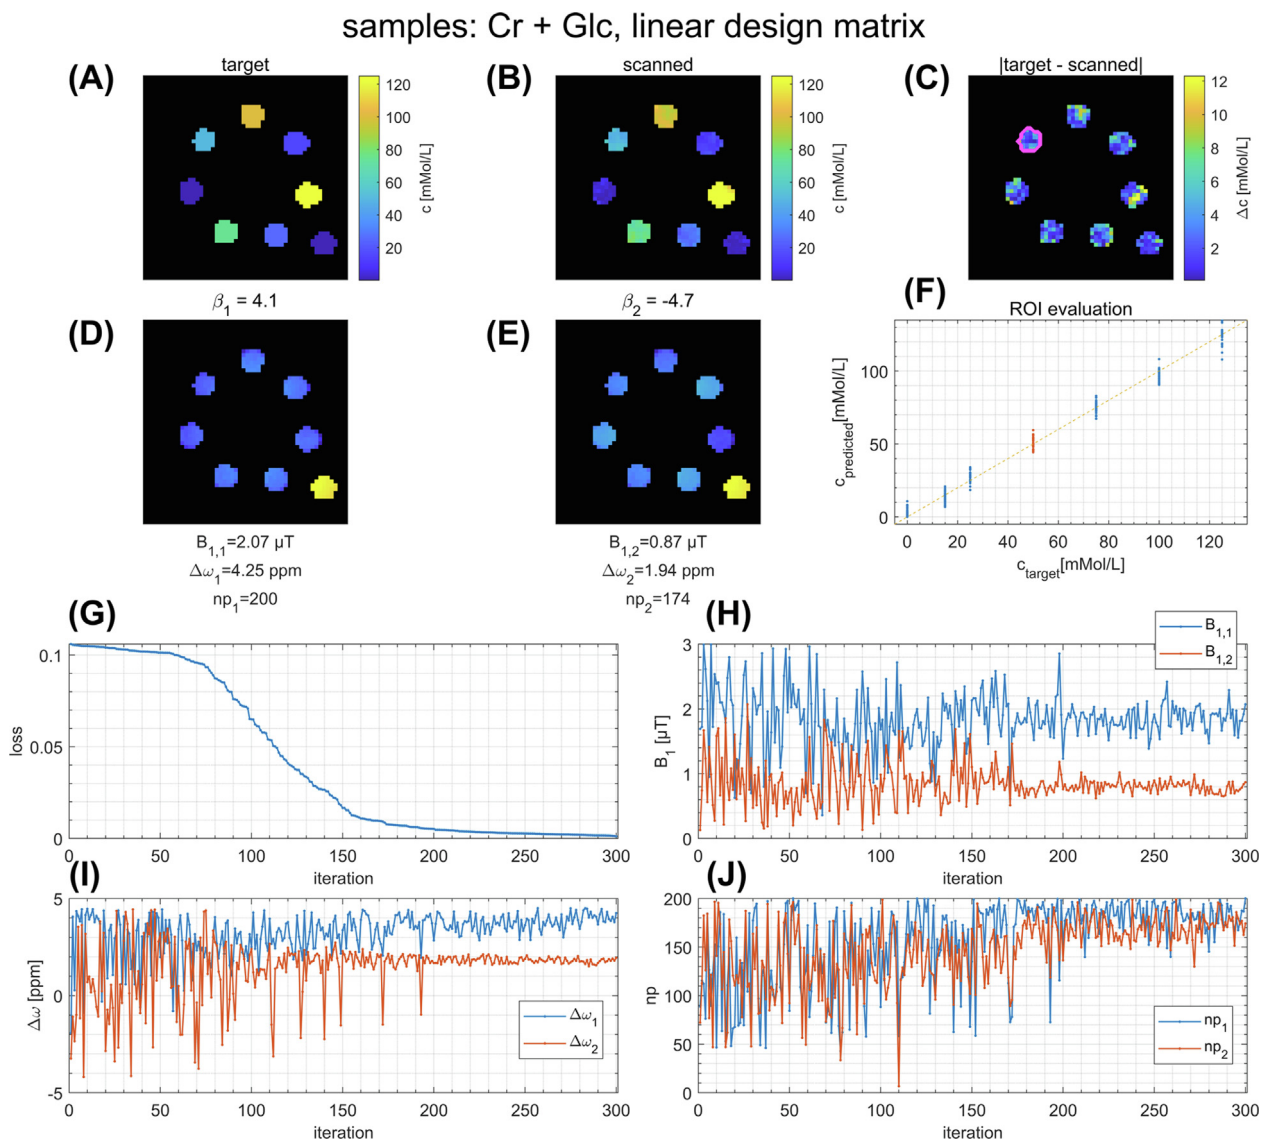 samples: Cr + Glc, linear design matrix
(A)
target
120
100
80
60
40
20
c [mMol/L]
(B)
scanned
120
100
80
60
40
20
c [mMol/L]
(C)
|target - scanned|
12
10
8
6
4
2
Δc [mMol/L]
(D)
β1 = 4.1
B1,1=2.07 µT
Δω1=4.25 ppm
np1=200
(E)
β2 = -4.7
B1,2=0.87 µT
Δω2=1.94 ppm
np2=174
(F)
ROI evaluation
cpredicted[mMol/L]
100
50
0
0 20 40 60 80 100 120
ctarget[mMol/L]
(G)
loss
0.1
0.05
0
0 50 100 150 200 250 300
iteration
(H)
B1,1
B1,2
B1 [µT]
3
2
1
0
0 50 100 150 200 250 300
iteration
(I)
Δω [ppm]
5
0
-5
Δω1
Δω2
0 50 100 150 200 250 300
iteration
(J)
np
200
150
100
50
0
np1
np2
0 50 100 150 200 250 300
iteration